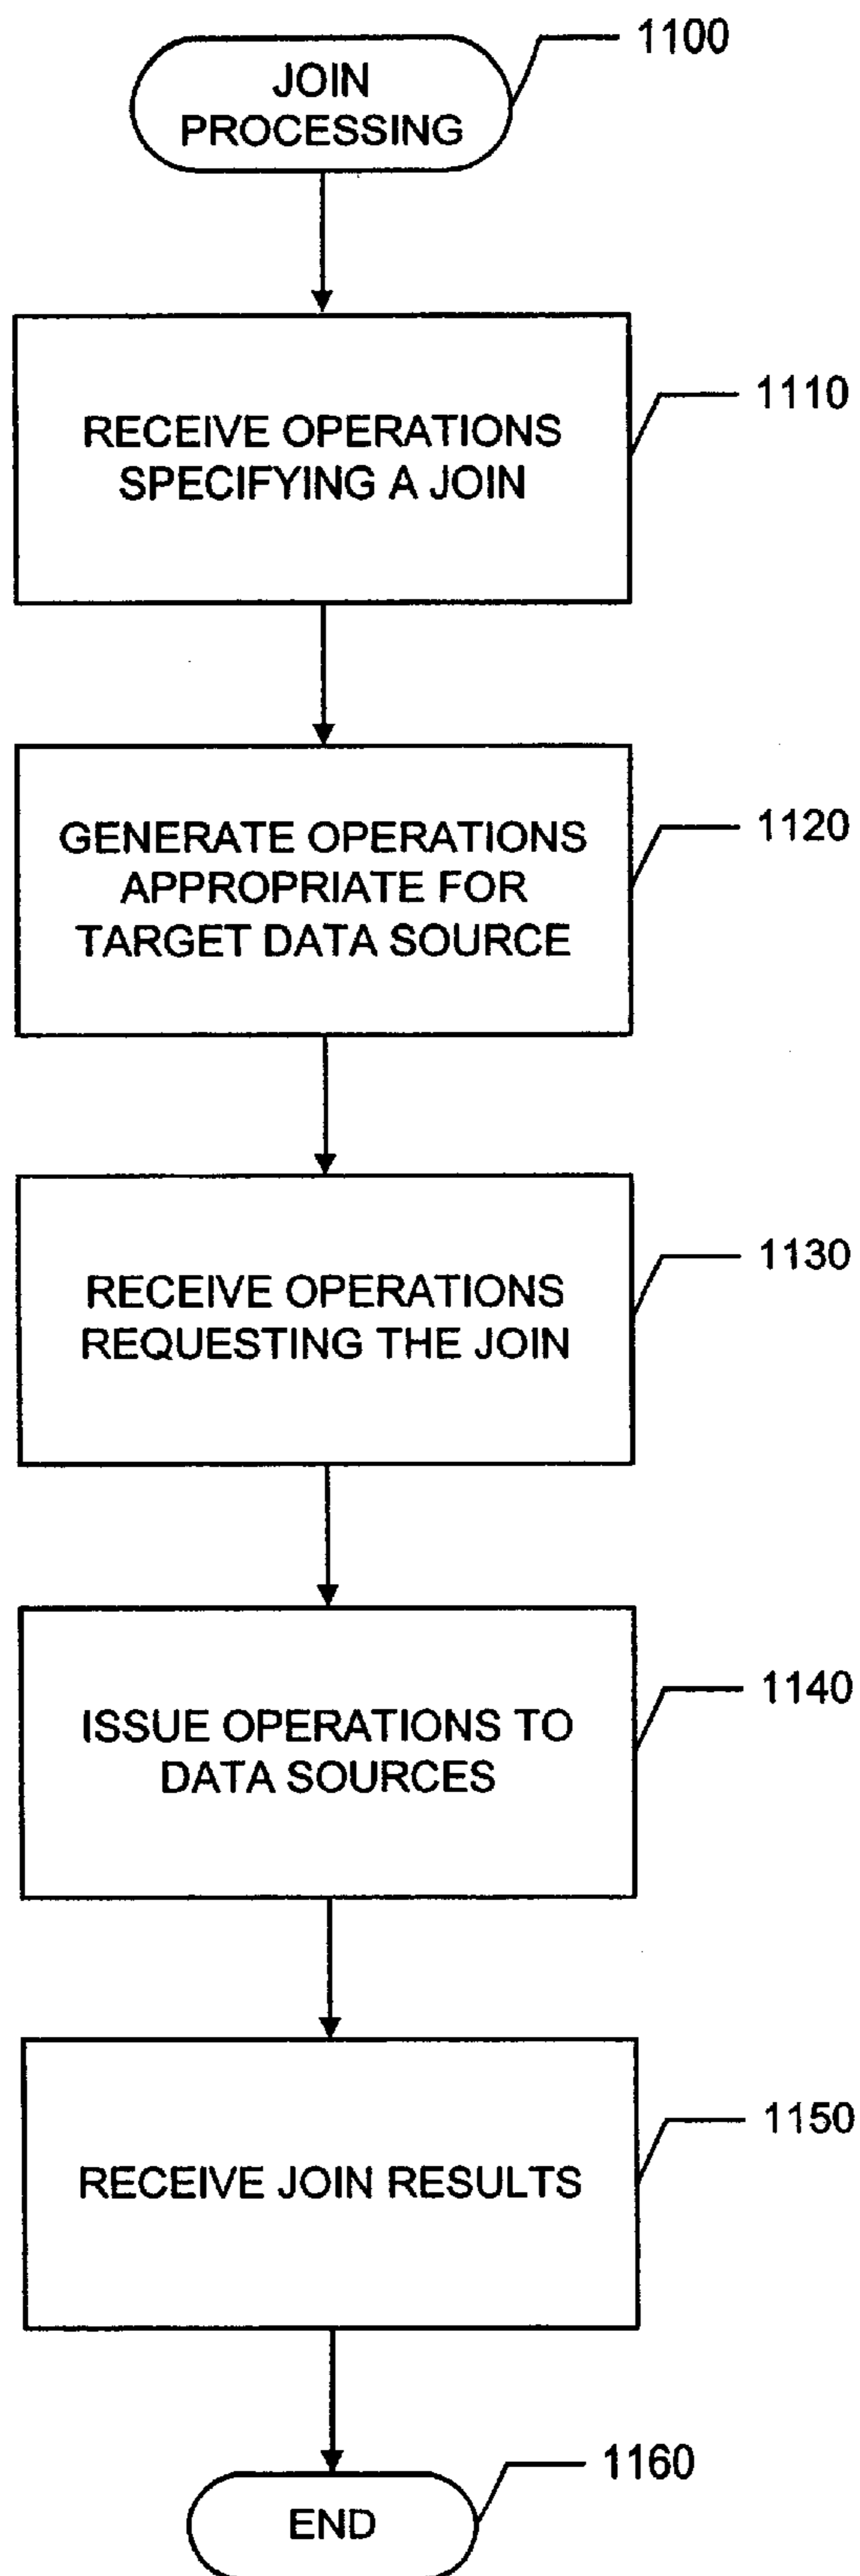 1100
JOIN
PROCESSING
1110
RECEIVE OPERATIONS
SPECIFYING A JOIN
1120
GENERATE OPERATIONS
APPROPRIATE FOR
TARGET DATA SOURCE
1130
RECEIVE OPERATIONS
REQUESTING THE JOIN
1140
ISSUE OPERATIONS TO
DATA SOURCES
1150
RECEIVE JOIN RESULTS
1160
END